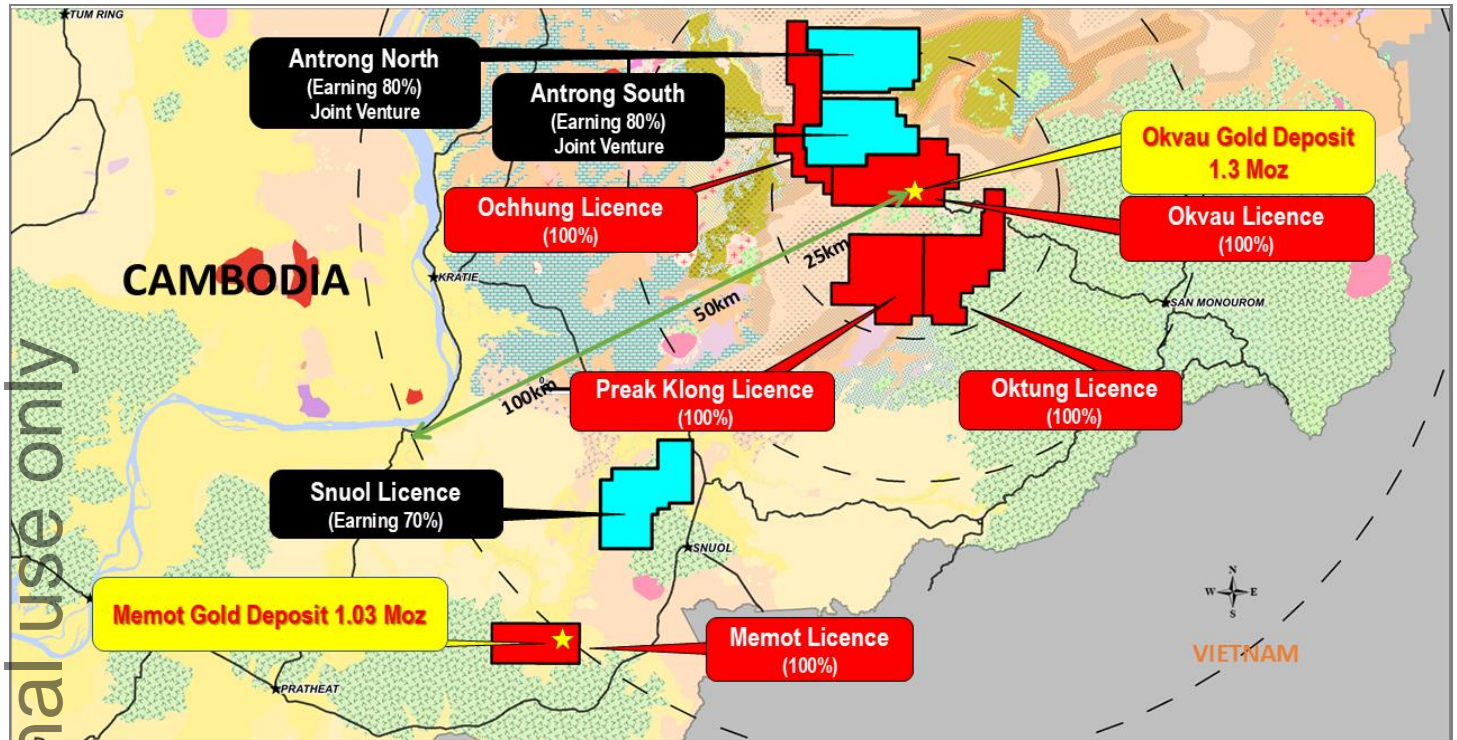 TUM RING
Antrong North
(Earning 80%)
Joint Venture
Antrong South
(Earning 80%)
Joint Venture
Okvau Gold Deposit
1.3 Moz
Ochhung Licence
(100%)
Okvau Licence
(100%)
CAMBODIA
KRATIE
25km
50km
100km
SAN MONOUROM
Preak Klong Licence
(100%)
Oktung Licence
(100%)
Snuol Licence
(Earning 70%)
SNUOL
Memot Gold Deposit 1.03 Moz
Memot Licence
(100%)
N
W E
S
VIETNAM
PRATHEAT
nal use only